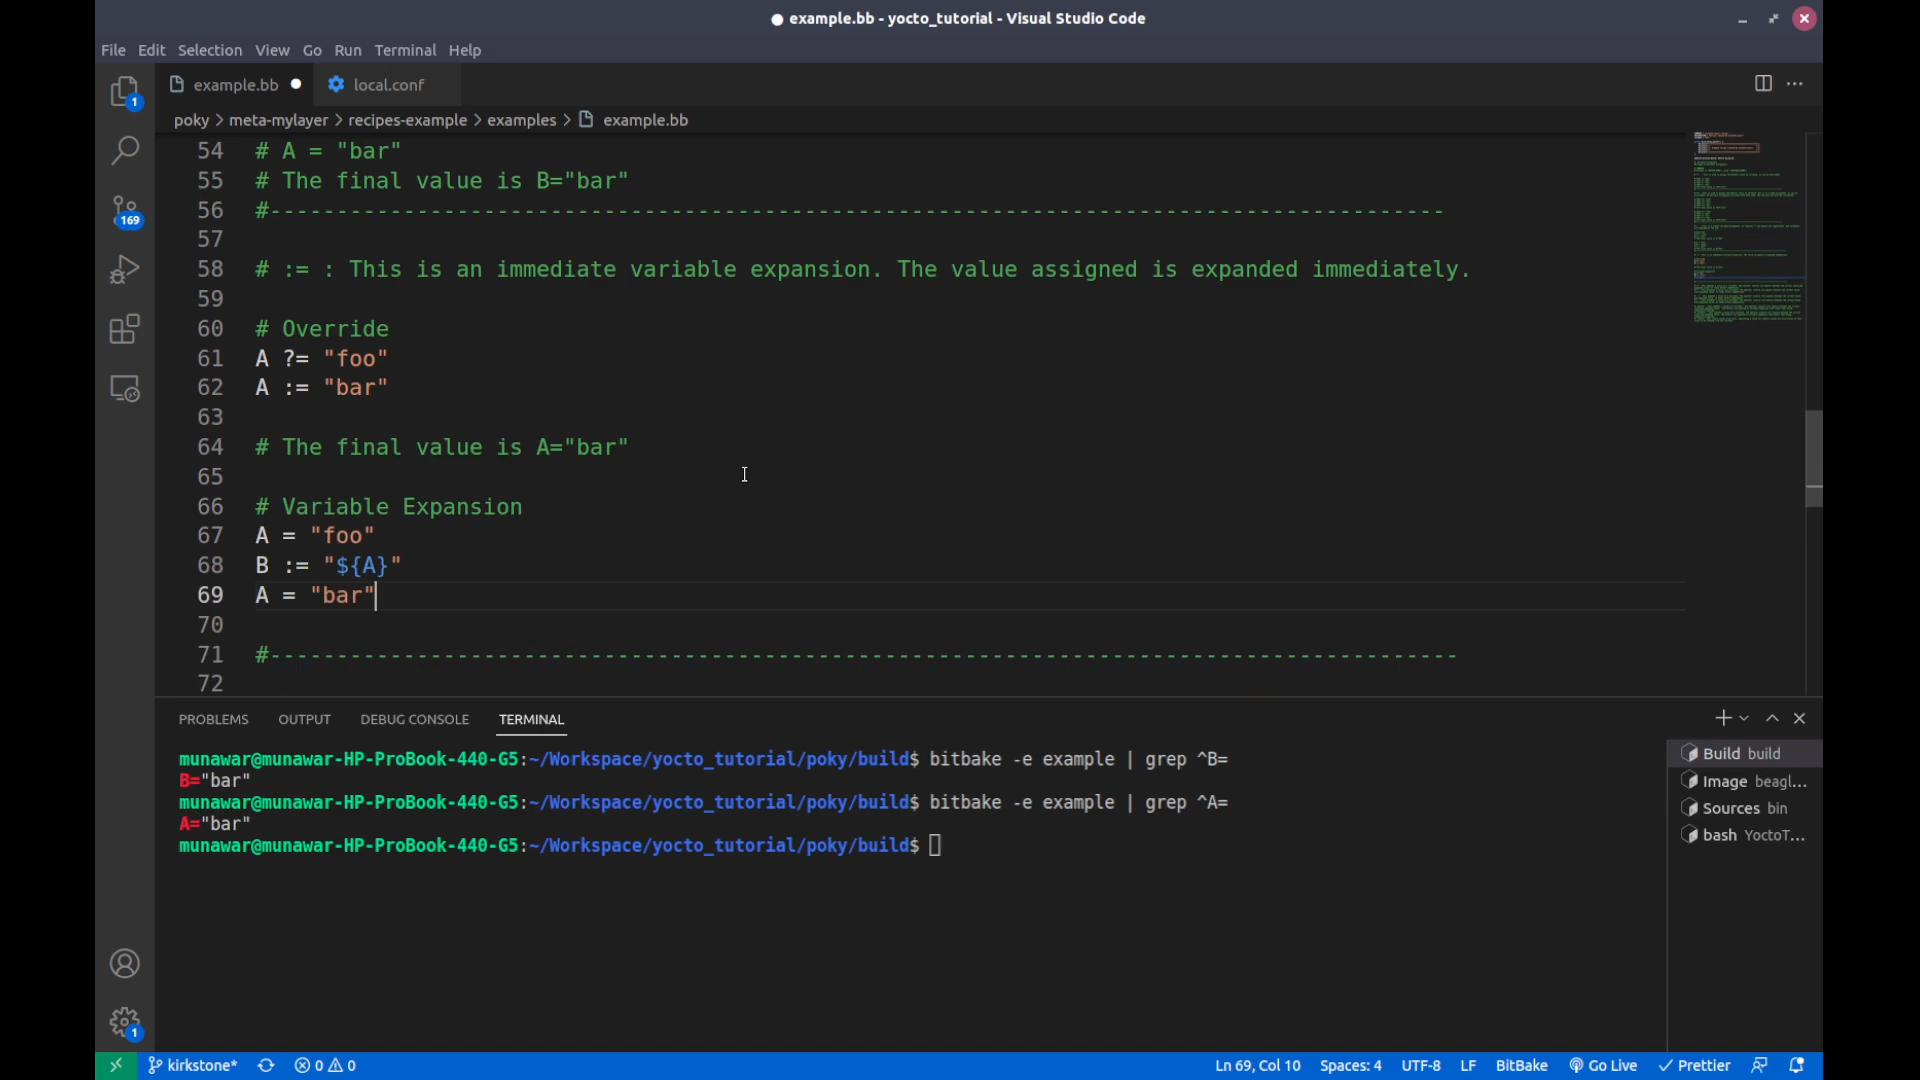 example.bb - yocto_tutorial - Visual Studio Code
File Edit Selection View Go Run Terminal Help
example.bb local.conf
poky > meta-mylayer > recipes-example > examples > example.bb
54 # A = "bar"
55 # The final value is B="bar"
56 #----------------------------------------------------------------------------------------
57
58 # := : This is an immediate variable expansion. The value assigned is expanded immediately.
59
60 # Override
61 A ?= "foo"
62 A := "bar"
63
64 # The final value is A="bar"
65
66 # Variable Expansion
67 A = "foo"
68 B := "${A}"
69 A = "bar"
70
71 #-----------------------------------------------------------------------------------------
72
1
169
1
PROBLEMS OUTPUT DEBUG CONSOLE TERMINAL
munawar@munawar-HP-ProBook-440-G5:~/Workspace/yocto_tutorial/poky/build$ bitbake -e example | grep ^B=
B="bar"
munawar@munawar-HP-ProBook-440-G5:~/Workspace/yocto_tutorial/poky/build$ bitbake -e example | grep ^A=
A="bar"
munawar@munawar-HP-ProBook-440-G5:~/Workspace/yocto_tutorial/poky/build$
Build build
Image beagl...
Sources bin
bash YoctoT...
kirkstone* 0 0 Ln 69, Col 10 Spaces: 4 UTF-8 LF BitBake Go Live Prettier